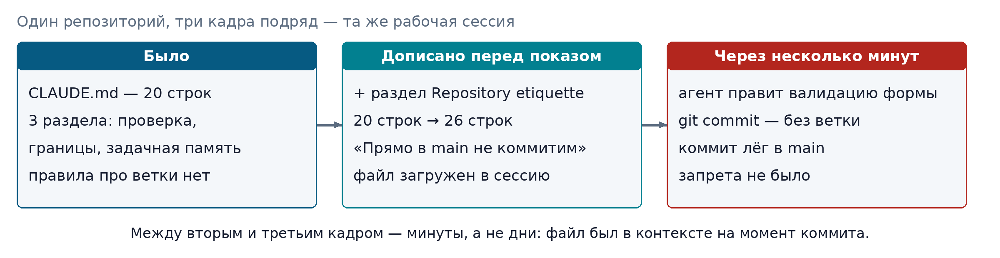 Один репозиторий, три кадра подряд — та же рабочая сессия
Было
CLAUDE.md — 20 строк
3 раздела: проверка,
границы, задачная память
правила про ветки нет
Дописано перед показом
+ раздел Repository etiquette
20 строк → 26 строк
«Прямо в main не коммитим»
файл загружен в сессию
Через несколько минут
агент правит валидацию формы
git commit — без ветки
коммит лёг в main
запрета не было
Между вторым и третьим кадром — минуты, а не дни: файл был в контексте на момент коммита.